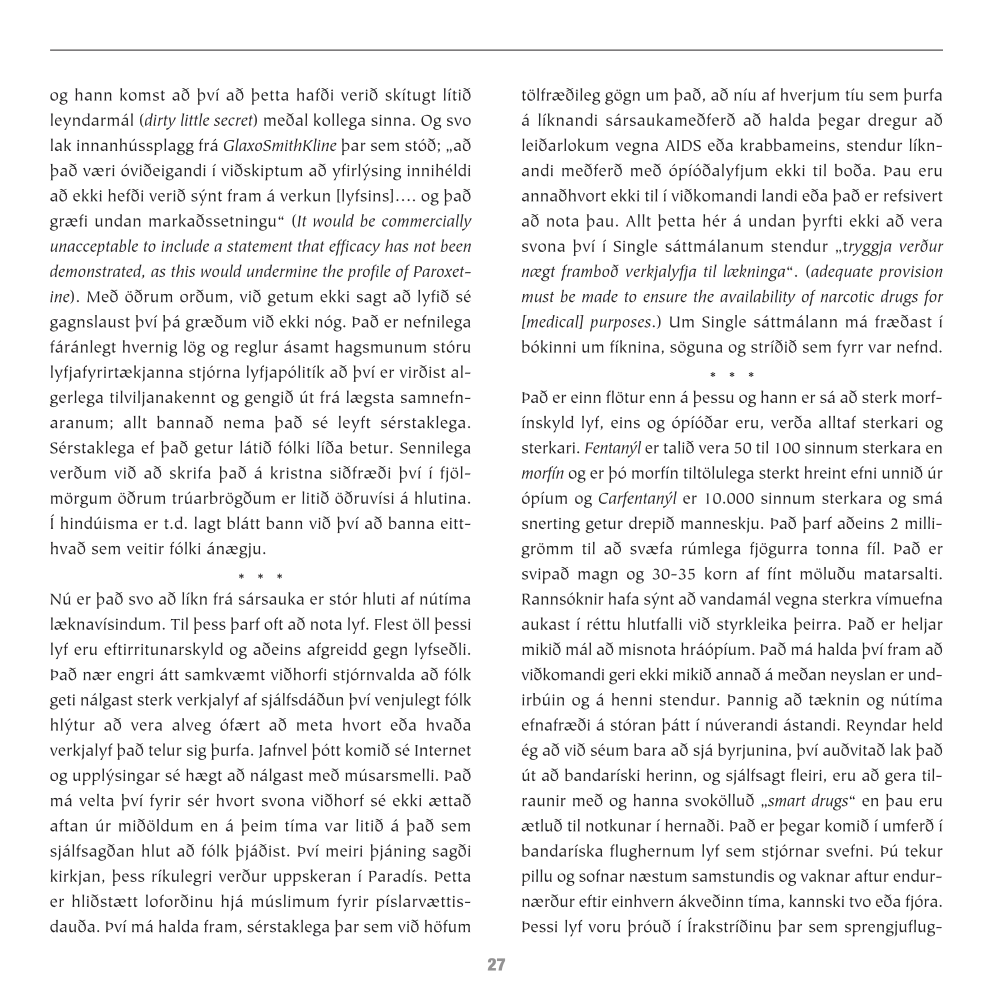 og hann komst að því að þetta hafði verið skítugt lítið
leyndarmál (dirty little secret) meðal kollega sinna. Og svo
lak innanhússplagg frá GlaxoSmithKline þar sem stóð; „að
það væri óviðeigandi í viðskiptum að yfirlýsing innihéldi
að ekki hefði verið sýnt fram á verkun [lyfsins]…. og það
græfi undan markaðssetningu“ (It would be commercially
unacceptable to include a statement that efficacy has not been
demonstrated, as this would undermine the profile of Paroxet-
ine). Með öðrum orðum, við getum ekki sagt að lyfið sé
gagnslaust því þá græðum við ekki nóg. Það er nefnilega
fáránlegt hvernig lög og reglur ásamt hagsmunum stóru
lyfjafyrirtækjanna stjórna lyfjapólitík að því er virðist al-
gerlega tilviljanakennt og gengið út frá lægsta samnefn-
aranum; allt bannað nema það sé leyft sérstaklega.
Sérstaklega ef það getur látið fólki líða betur. Sennilega
verðum við að skrifa það á kristna siðfræði því í fjöl-
mörgum öðrum trúarbrögðum er litið öðruvísi á hlutina.
Í hindúisma er t.d. lagt blátt bann við því að banna eitt-
hvað sem veitir fólki ánægju.
* * *
Nú er það svo að líkn frá sársauka er stór hluti af nútíma
læknavísindum. Til þess þarf oft að nota lyf. Flest öll þessi
lyf eru eftirritunarskyld og aðeins afgreidd gegn lyfseðli.
Það nær engri átt samkvæmt viðhorfi stjórnvalda að fólk
geti nálgast sterk verkjalyf af sjálfsdáðun því venjulegt fólk
hlýtur að vera alveg ófært að meta hvort eða hvaða
verkjalyf það telur sig þurfa. Jafnvel þótt komið sé Internet
og upplýsingar sé hægt að nálgast með músarsmelli. Það
má velta því fyrir sér hvort svona viðhorf sé ekki ættað
aftan úr miðöldum en á þeim tíma var litið á það sem
sjálfsagðan hlut að fólk þjáðist. Því meiri þjáning sagði
kirkjan, þess ríkulegri verður uppskeran í Paradís. Þetta
er hliðstætt loforðinu hjá múslimum fyrir píslarvættis-
dauða. Því má halda fram, sérstaklega þar sem við höfum
tölfræðileg gögn um það, að níu af hverjum tíu sem þurfa
á líknandi sársaukameðferð að halda þegar dregur að
leiðarlokum vegna AIDS eða krabbameins, stendur líkn-
andi meðferð með ópíóðalyfjum ekki til boða. Þau eru
annaðhvort ekki til í viðkomandi landi eða það er refsivert
að nota þau. Allt þetta hér á undan þyrfti ekki að vera
svona því í Single sáttmálanum stendur „tryggja verður
nægt framboð verkjalyfja til lækninga“. (adequate provision
must be made to ensure the availability of narcotic drugs for
[medical] purposes.) Um Single sáttmálann má fræðast í
bókinni um fíknina, söguna og stríðið sem fyrr var nefnd.
* * *
Það er einn flötur enn á þessu og hann er sá að sterk morf-
ínskyld lyf, eins og ópíóðar eru, verða alltaf sterkari og
sterkari. Fentanýl er talið vera 50 til 100 sinnum sterkara en
morfín og er þó morfín tiltölulega sterkt hreint efni unnið úr
ópíum og Carfentanýl er 10.000 sinnum sterkara og smá
snerting getur drepið manneskju. Það þarf aðeins 2 milli-
grömm til að svæfa rúmlega fjögurra tonna fíl. Það er
svipað magn og 30-35 korn af fínt möluðu matarsalti.
Rannsóknir hafa sýnt að vandamál vegna sterkra vímuefna
aukast í réttu hlutfalli við styrkleika þeirra. Það er heljar
mikið mál að misnota hráópíum. Það má halda því fram að
viðkomandi geri ekki mikið annað á meðan neyslan er und-
irbúin og á henni stendur. Þannig að tæknin og nútíma
efnafræði á stóran þátt í núverandi ástandi. Reyndar held
ég að við séum bara að sjá byrjunina, því auðvitað lak það
út að bandaríski herinn, og sjálfsagt fleiri, eru að gera til-
raunir með og hanna svokölluð „smart drugs“ en þau eru
ætluð til notkunar í hernaði. Það er þegar komið í umferð í
bandaríska flughernum lyf sem stjórnar svefni. Þú tekur
pillu og sofnar næstum samstundis og vaknar aftur endur-
nærður eftir einhvern ákveðinn tíma, kannski tvo eða fjóra.
Þessi lyf voru þróuð í Írakstríðinu þar sem sprengjuflug-
27